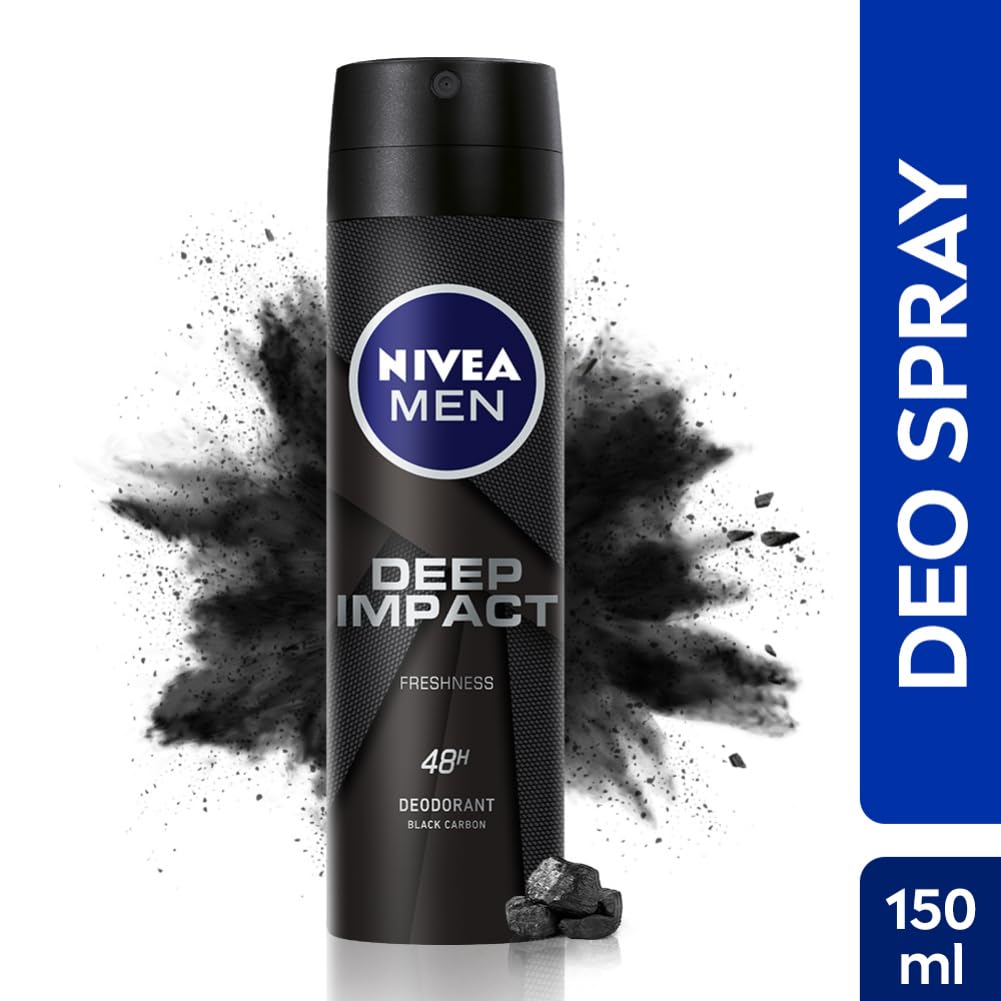 NIVEA
MEN
DEEP
IMPACT
FRESHNESS
48H
DEODORANT
BLACK CARBON
DEO SPRAY
150
ml